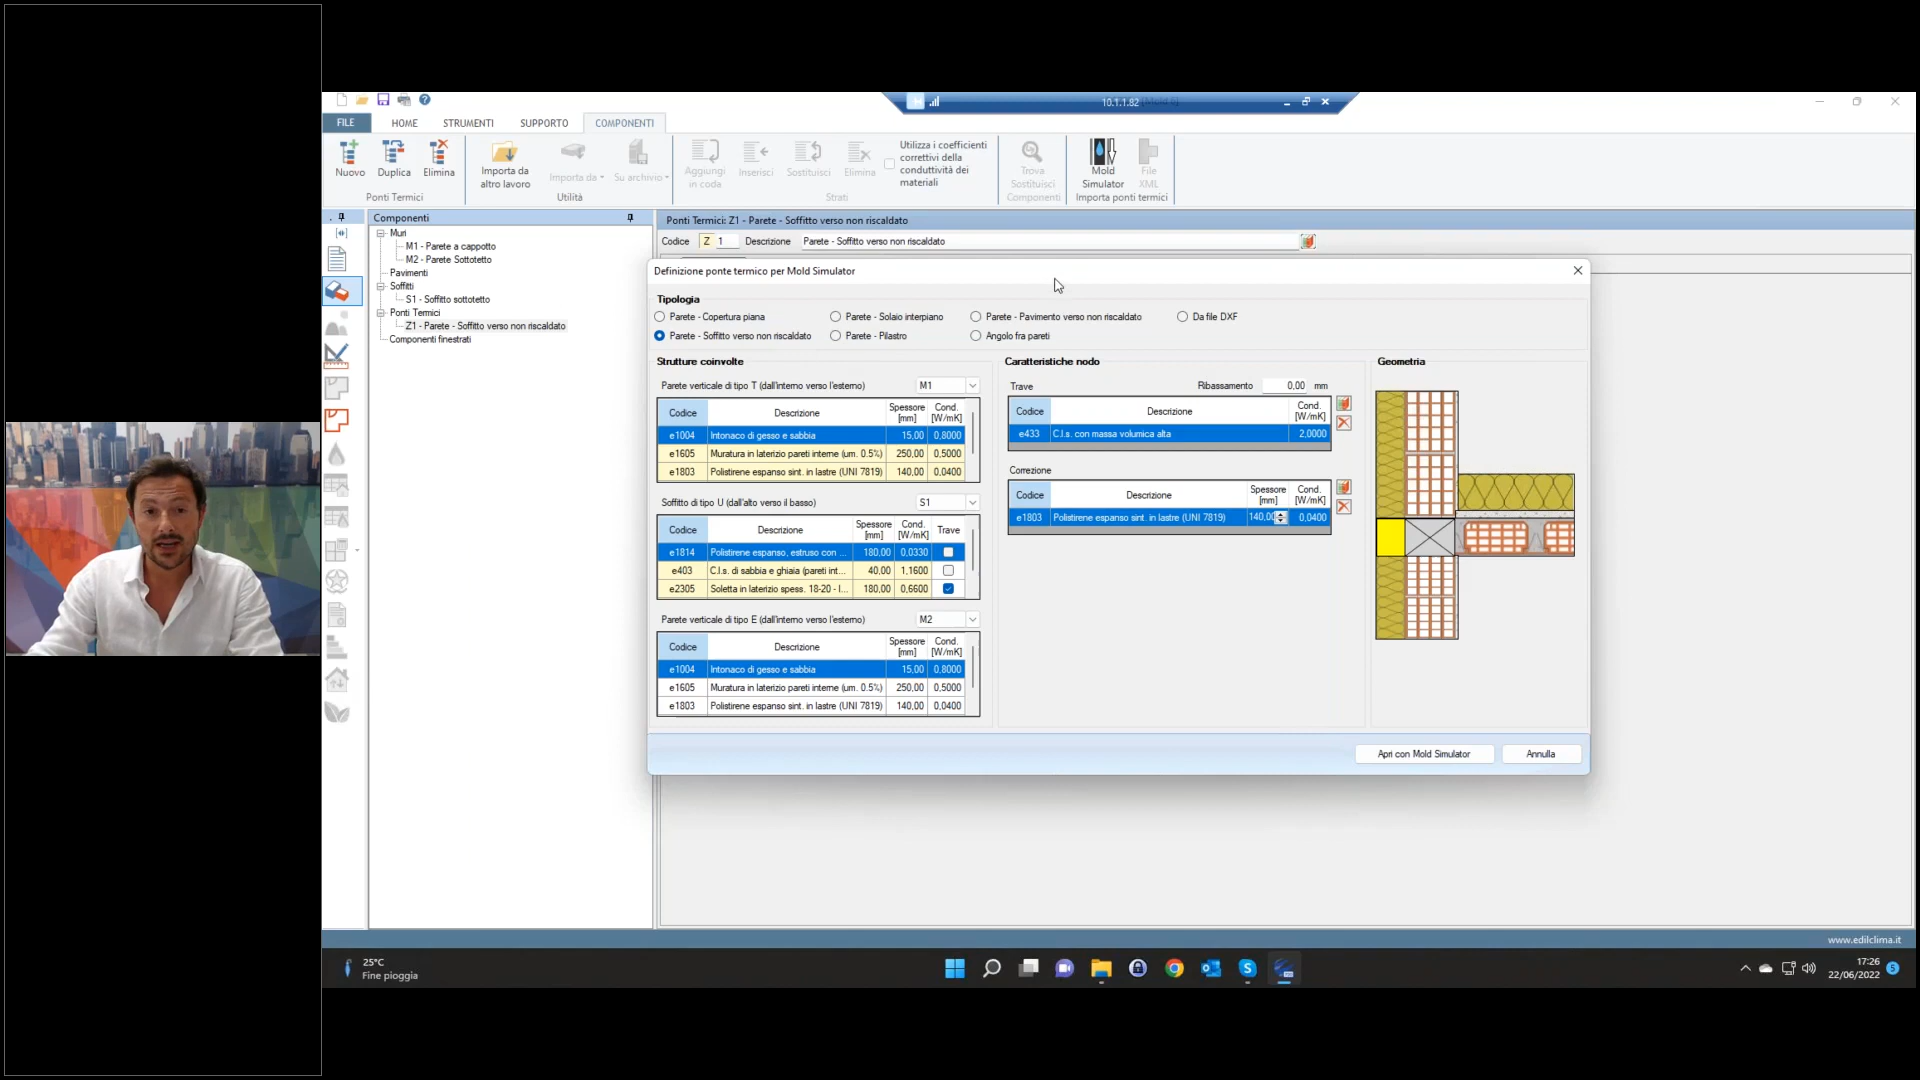 10.1.1.82
FILE HOME STRUMENTI SUPPORTO COMPONENTI
Nuovo Duplica Elimina
Ponti Termici
Importa da altro lavoro
Importa da
Su archivio
Utilità
Aggiungi in coda
Inserisci
Sostituisci
Elimina
Strati
Utilizza i coefficienti
correttivi della
conduttività dei
materiali
Trova Sostituisci
Componenti
Mold Simulator
File XML
Importa ponti termici
Componenti
Muri
M1 - Parete a cappotto
M2 - Parete Sottotetto
Pavimenti
Soffitti
S1 - Soffitto sottotetto
Ponti Termici
Z1 - Parete - Soffitto verso non riscaldato
Componenti finestrati
Ponti Termici: Z1 - Parete - Soffitto verso non riscaldato
Codice Z 1 Descrizione Parete - Soffitto verso non riscaldato
Definizione ponte termico per Mold Simulator
Tipologia
Parete - Copertura piana Parete - Solaio interpiano Parete - Pavimento verso non riscaldato Da file DXF
Parete - Soffitto verso non riscaldato Parete - Pilastro Angolo fra pareti
Strutture coinvolte
Parete verticale di tipo T (dall'interno verso l'esterno) M1
Codice Descrizione Spessore [mm] Cond. [W/mK]
e1004 Intonaco di gesso e sabbia 15,00 0,8000
e1605 Muratura in laterizio pareti interne (um. 0.5%) 250,00 0,5000
e1803 Polistirene espanso sint. in lastre (UNI 7819) 140,00 0,0400
Soffitto di tipo U (dall'alto verso il basso) S1
Codice Descrizione Spessore [mm] Cond. [W/mK] Trave
e1814 Polistirene espanso, estruso con ... 180,00 0,0330
e403 C.l.s. di sabbia e ghiaia (pareti int... 40,00 1,1600
e2305 Soletta in laterizio spess. 18-20 - I... 180,00 0,6600
Parete verticale di tipo E (dall'interno verso l'esterno) M2
Codice Descrizione Spessore [mm] Cond. [W/mK]
e1004 Intonaco di gesso e sabbia 15,00 0,8000
e1605 Muratura in laterizio pareti interne (um. 0.5%) 250,00 0,5000
e1803 Polistirene espanso sint. in lastre (UNI 7819) 140,00 0,0400
Caratteristiche nodo
Trave Ribassamento 0,00 mm
Codice Descrizione Cond. [W/mK]
e433 C.l.s. con massa volumica alta 2,0000
Correzione
Codice Descrizione Spessore [mm] Cond. [W/mK]
e1803 Polistirene espanso sint. in lastre (UNI 7819) 140,00 0,0400
Geometria
Apri con Mold Simulator Annulla
www.edilclima.it
25°C
Fine pioggia
17:26
22/06/2022
5